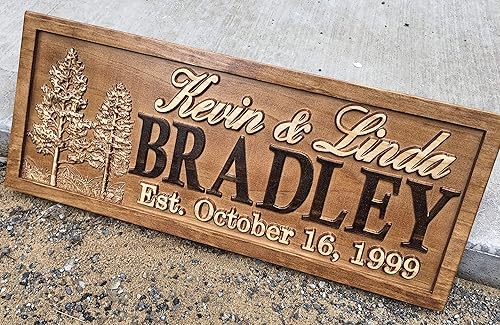 Kevin & Linda
BRADLEY
Est. October 16, 1999